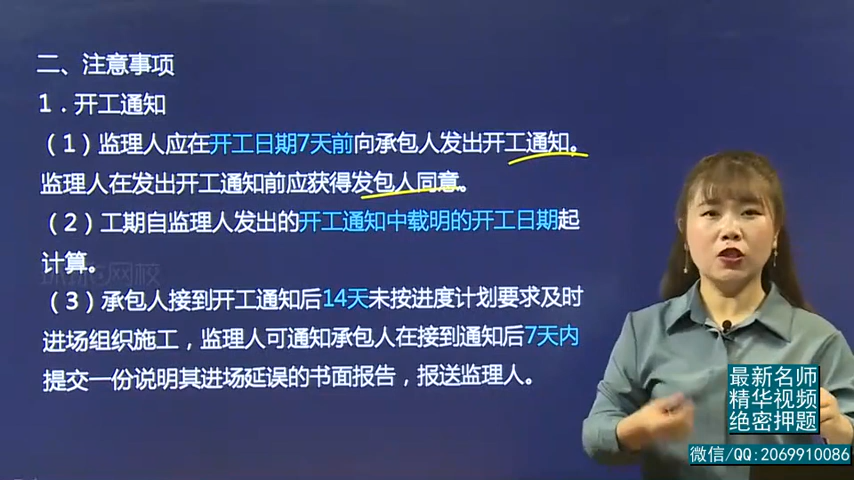 二、注意事项
1．开工通知
（1）监理人应在开工日期7天前向承包人发出开工通知。
监理人在发出开工通知前应获得发包人同意。
（2）工期自监理人发出的开工通知中载明的开工日期起
计算。
（3）承包人接到开工通知后14天未按进度计划要求及时
进场组织施工，监理人可通知承包人在接到通知后7天内
提交一份说明其进场延误的书面报告，报送监理人。
最新名师
精华视频
绝密押题
微信/QQ:2069910086